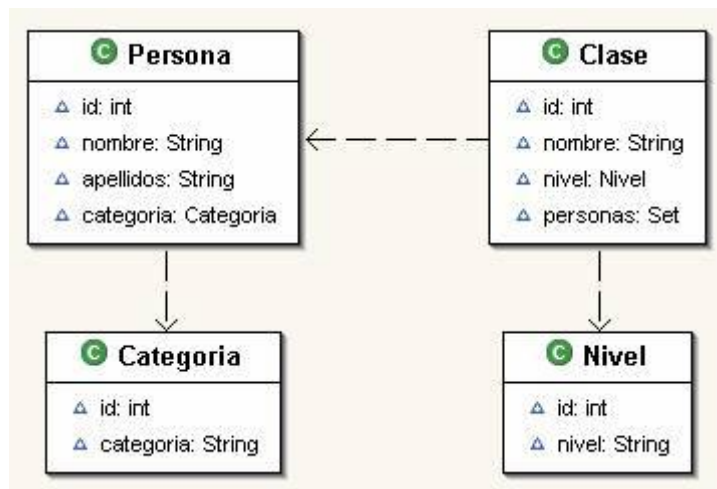 C Persona
id: int
nombre: String
apellidos: String
categoria: Categoria
C Clase
id: int
nombre: String
nivel: Nivel
personas: Set
C Categoria
id: int
categoria: String
C Nivel
id: int
nivel: String